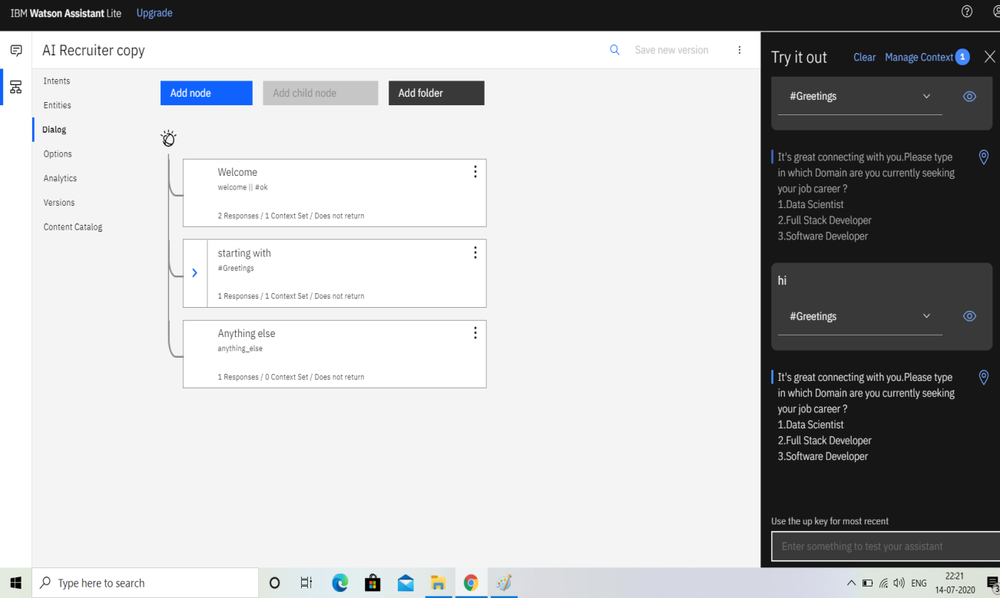 IBM Watson Assistant Lite Upgrade
AI Recruiter copy
Save new version
Intents
Entities
Dialog
Options
Analytics
Versions
Content Catalog
Add node
Add child node
Add folder
Welcome
welcome || #ok
2 Responses / 1 Context Set / Does not return
starting with
#Greetings
1 Responses / 1 Context Set / Does not return
Anything else
anything_else
1 Responses / 0 Context Set / Does not return
Try it out Clear Manage Context 1
#Greetings
It's great connecting with you.Please type
in which Domain are you currently seeking
your job career ?
1.Data Scientist
2.Full Stack Developer
3.Software Developer
hi
#Greetings
It's great connecting with you.Please type
in which Domain are you currently seeking
your job career ?
1.Data Scientist
2.Full Stack Developer
3.Software Developer
Use the up key for most recent
Enter something to test your assistant
Type here to search
ENG
22:21
14-07-2020
3